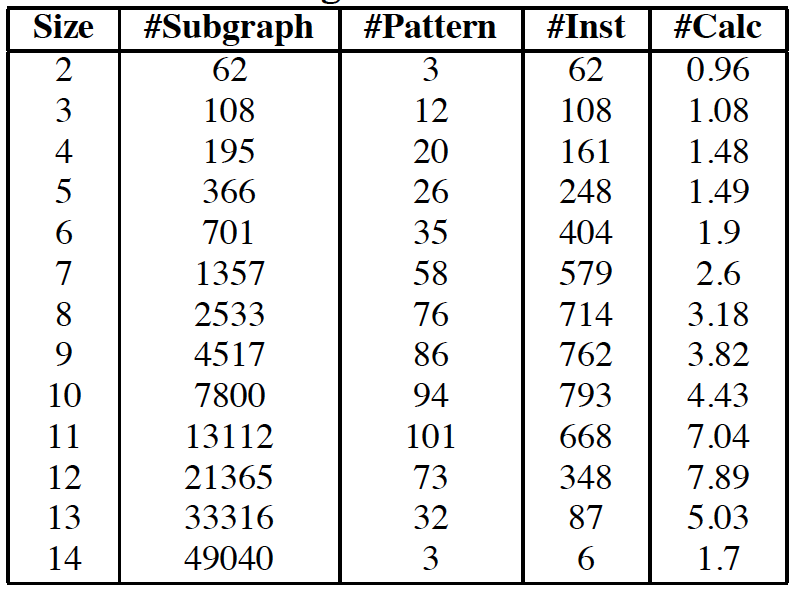 Size #Subgraph #Pattern #Inst #Calc
2 62 3 62 0.96
3 108 12 108 1.08
4 195 20 161 1.48
5 366 26 248 1.49
6 701 35 404 1.9
7 1357 58 579 2.6
8 2533 76 714 3.18
9 4517 86 762 3.82
10 7800 94 793 4.43
11 13112 101 668 7.04
12 21365 73 348 7.89
13 33316 32 87 5.03
14 49040 3 6 1.7